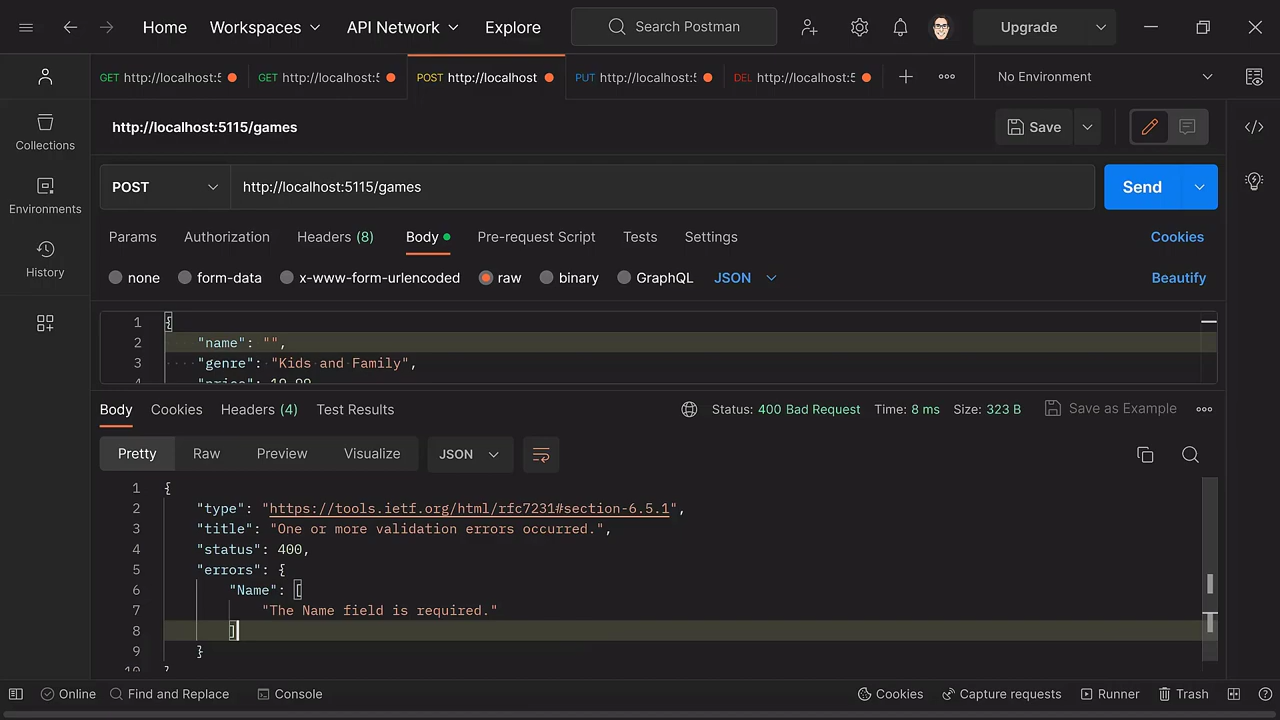 Home Workspaces API Network Explore Search Postman Upgrade
GET http://localhost:5 GET http://localhost:5 POST http://localhost PUT http://localhost:5 DEL http://localhost:5 No Environment
http://localhost:5115/games Save
Collections
POST http://localhost:5115/games Send
Environments
Params Authorization Headers (8) Body Pre-request Script Tests Settings Cookies
History
none form-data x-www-form-urlencoded raw binary GraphQL JSON Beautify
1 {
2 "name": "",
3 "genre": "Kids and Family",
4 "price": 19.99
Body Cookies Headers (4) Test Results Status: 400 Bad Request Time: 8 ms Size: 323 B Save as Example
Pretty Raw Preview Visualize JSON
1 {
2 "type": "https://tools.ietf.org/html/rfc7231#section-6.5.1",
3 "title": "One or more validation errors occurred.",
4 "status": 400,
5 "errors": {
6 "Name": [
7 "The Name field is required."
8 ]
9 }
10 }
Online Find and Replace Console Cookies Capture requests Runner Trash